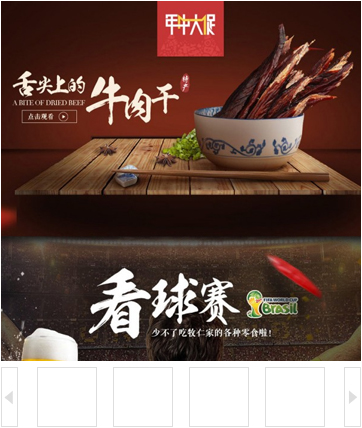 年中大促
舌尖上的
牛肉干
特产
A BITE OF DRIED BEEF
点击观看
看球赛
FIFA WORLD CUP
BRASIL
少不了吃牧仁家的各种零食啦!